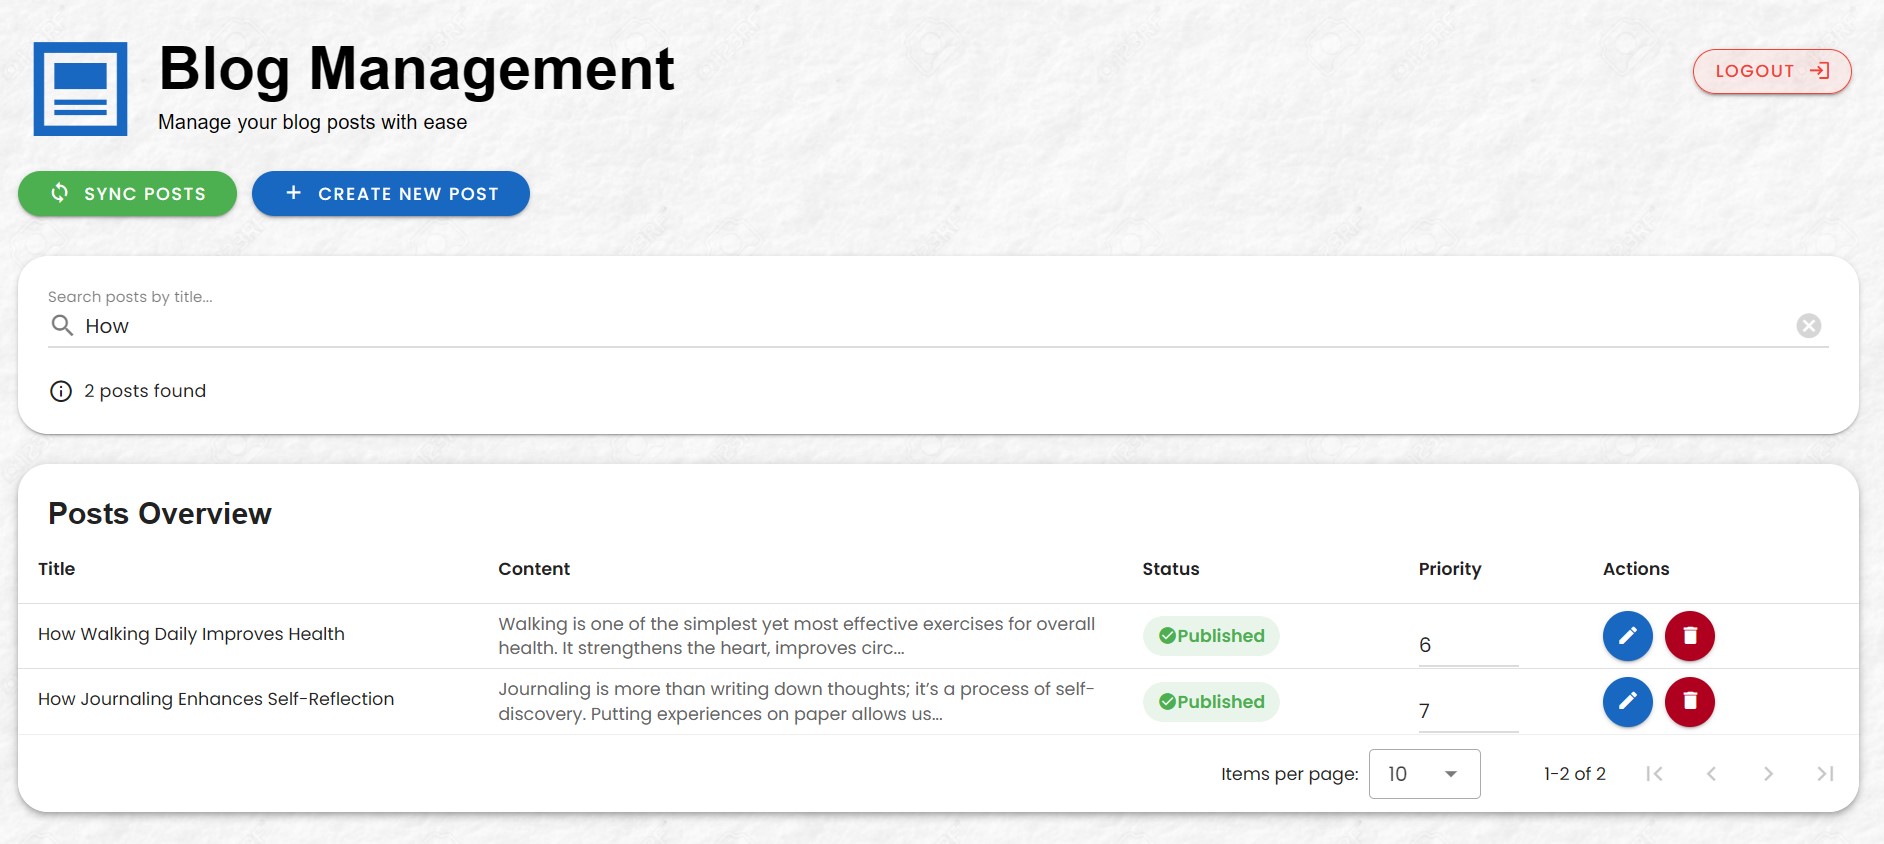 Blog Management
Manage your blog posts with ease
LOGOUT
SYNC POSTS
CREATE NEW POST
Search posts by title...
How
2 posts found
Posts Overview
Title Content Status Priority Actions
How Walking Daily Improves Health
Walking is one of the simplest yet most effective exercises for overall
health. It strengthens the heart, improves circ...
Published
6
How Journaling Enhances Self-Reflection
Journaling is more than writing down thoughts; it’s a process of self-
discovery. Putting experiences on paper allows us...
Published
7
Items per page: 10 1-2 of 2